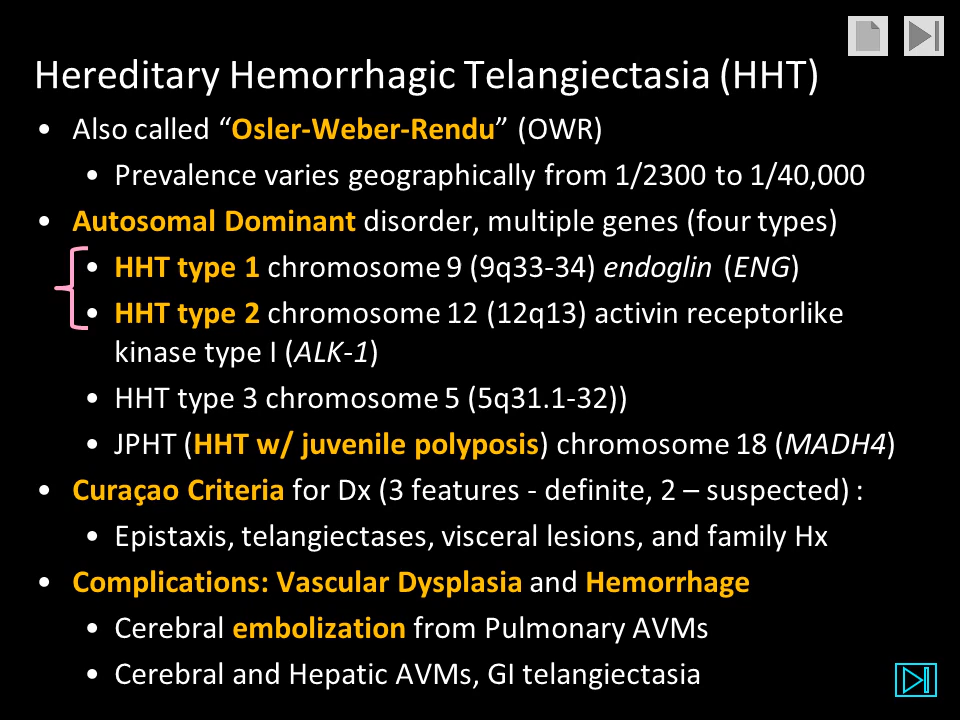 Hereditary Hemorrhagic Telangiectasia (HHT)
• Also called “Osler-Weber-Rendu” (OWR)
• Prevalence varies geographically from 1/2300 to 1/40,000
• Autosomal Dominant disorder, multiple genes (four types)
• HHT type 1 chromosome 9 (9q33-34) endoglin (ENG)
• HHT type 2 chromosome 12 (12q13) activin receptorlike
kinase type I (ALK-1)
• HHT type 3 chromosome 5 (5q31.1-32))
• JPHT (HHT w/ juvenile polyposis) chromosome 18 (MADH4)
• Curaçao Criteria for Dx (3 features - definite, 2 – suspected) :
• Epistaxis, telangiectases, visceral lesions, and family Hx
• Complications: Vascular Dysplasia and Hemorrhage
• Cerebral embolization from Pulmonary AVMs
• Cerebral and Hepatic AVMs, GI telangiectasia